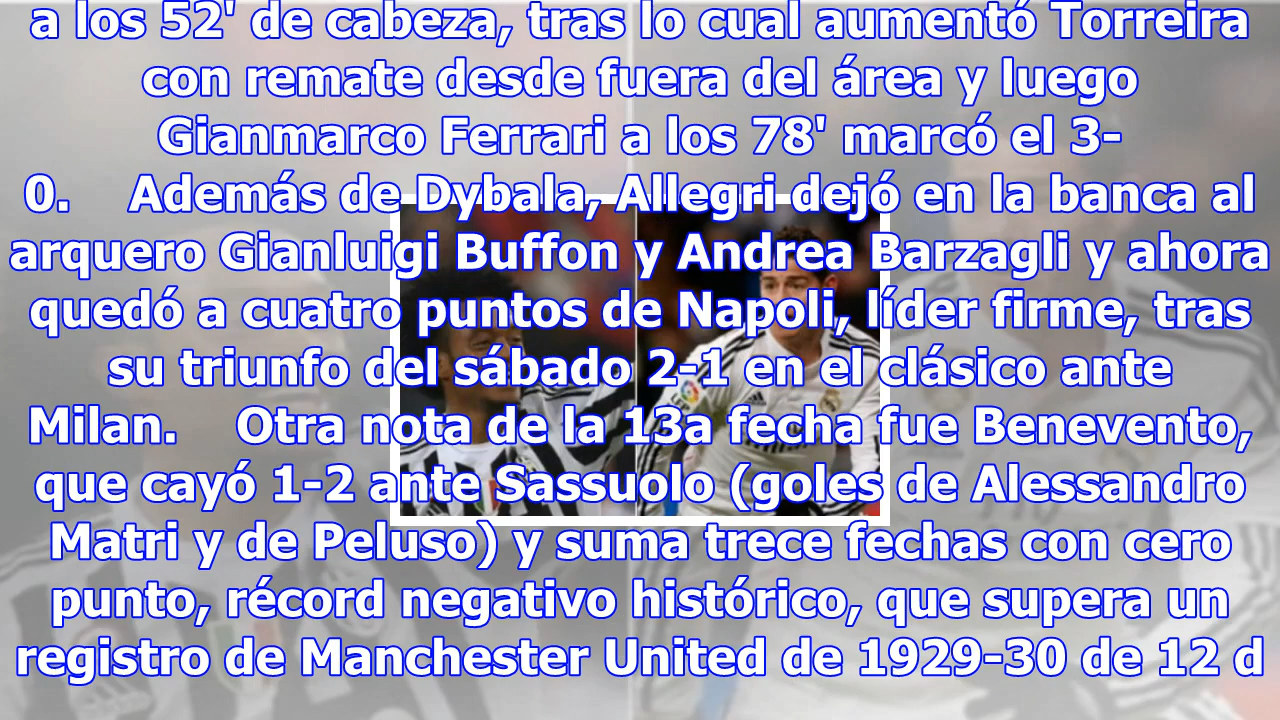 a los 52' de cabeza, tras lo cual aumentó Torreira
con remate desde fuera del área y luego
Gianmarco Ferrari a los 78' marcó el 3-
0.    Además de Dybala, Allegri dejó en la banca al
arquero Gianluigi Buffon y Andrea Barzagli y ahora
quedó a cuatro puntos de Napoli, líder firme, tras
su triunfo del sábado 2-1 en el clásico ante
Milan.    Otra nota de la 13a fecha fue Benevento,
que cayó 1-2 ante Sassuolo (goles de Alessandro
Matri y de Peluso) y suma trece fechas con cero
punto, récord negativo histórico, que supera un
registro de Manchester United de 1929-30 de 12 d